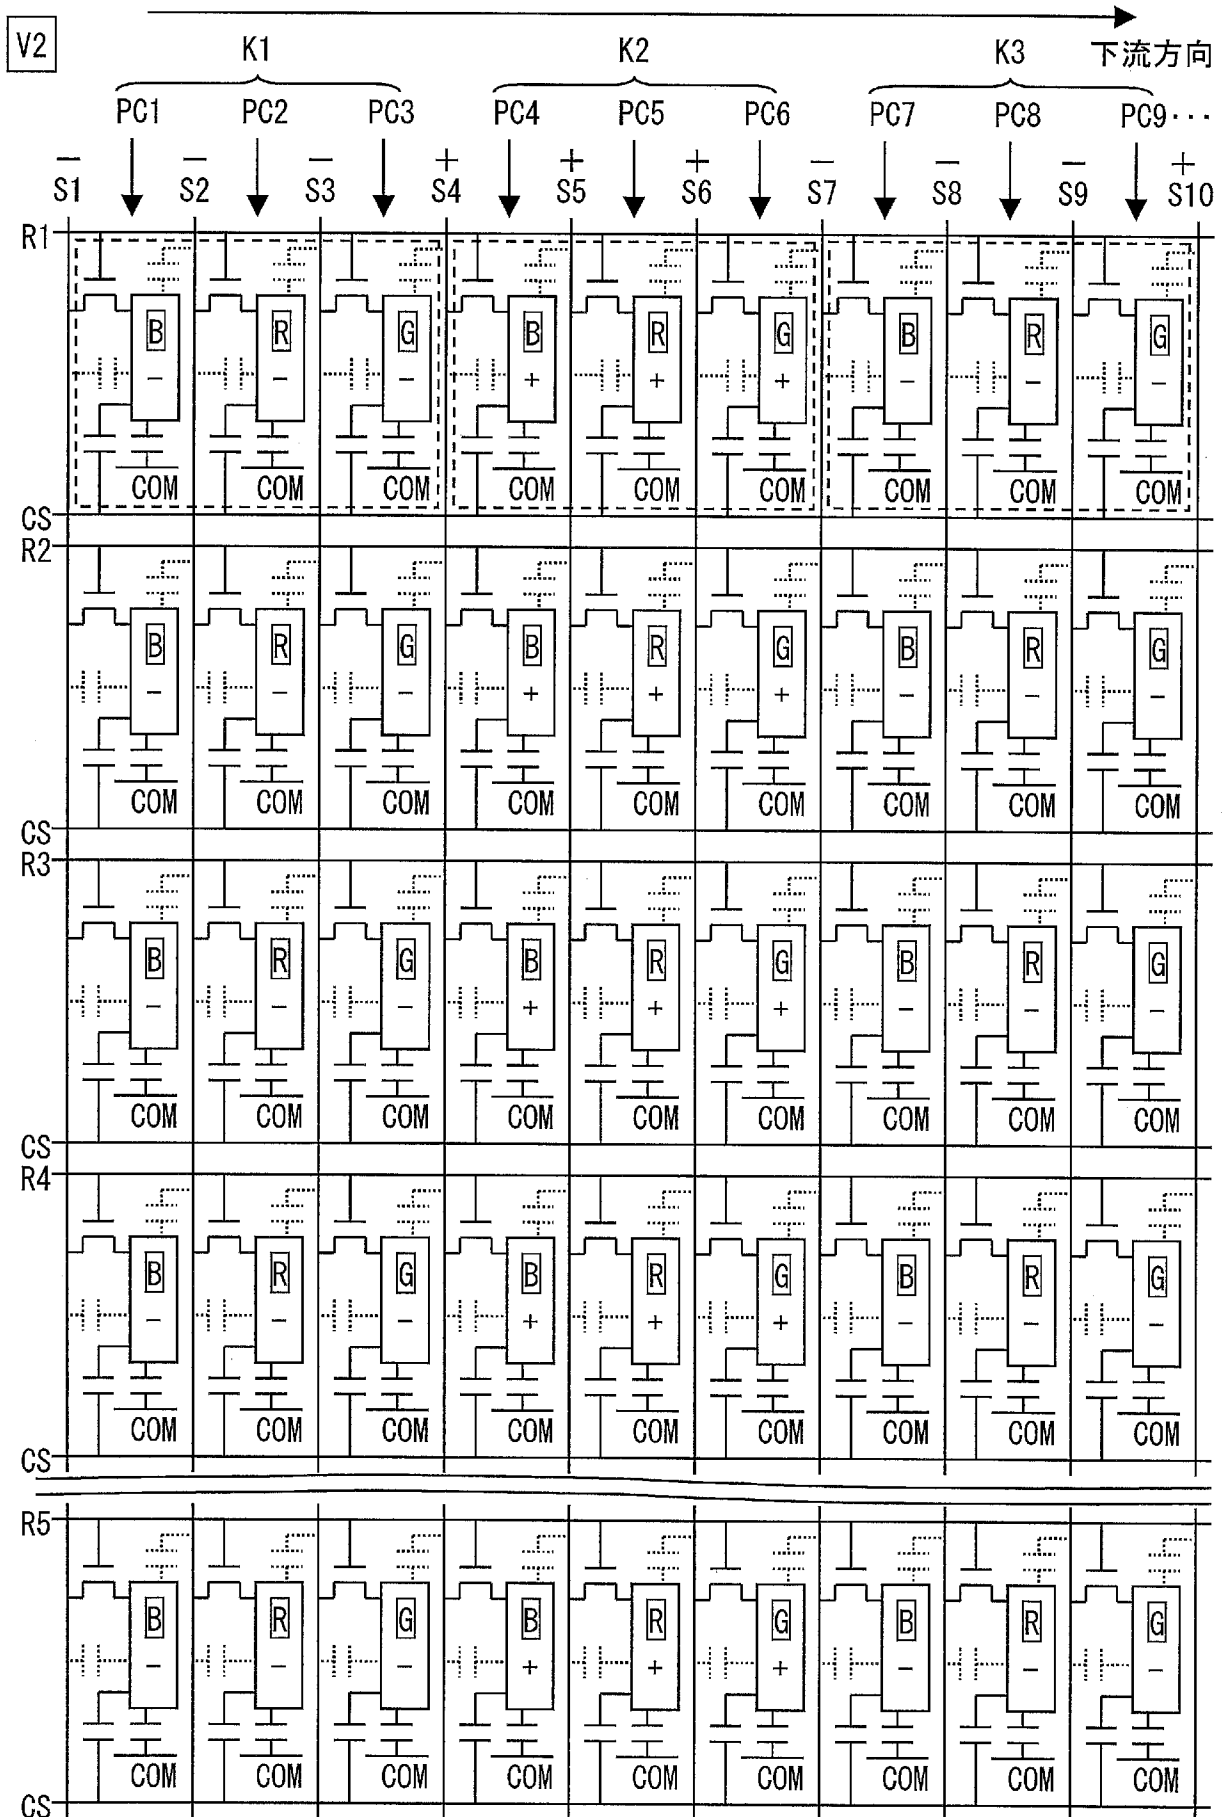 V2
K1 K2 K3 下流方向
PC1 PC2 PC3 PC4 PC5 PC6 PC7 PC8 PC9・・・
− − − + + + − − − +
S1 S2 S3 S4 S5 S6 S7 S8 S9 S10
R1
B R G B R G B R G
− − − + + + − − −
COM COM COM COM COM COM COM COM COM
CS
R2
B R G B R G B R G
− − − + + + − − −
COM COM COM COM COM COM COM COM COM
CS
R3
B R G B R G B R G
− − − + + + − − −
COM COM COM COM COM COM COM COM COM
CS
R4
B R G B R G B R G
− − − + + + − − −
COM COM COM COM COM COM COM COM COM
CS
R5
B R G B R G B R G
− − − + + + − − −
COM COM COM COM COM COM COM COM COM
CS